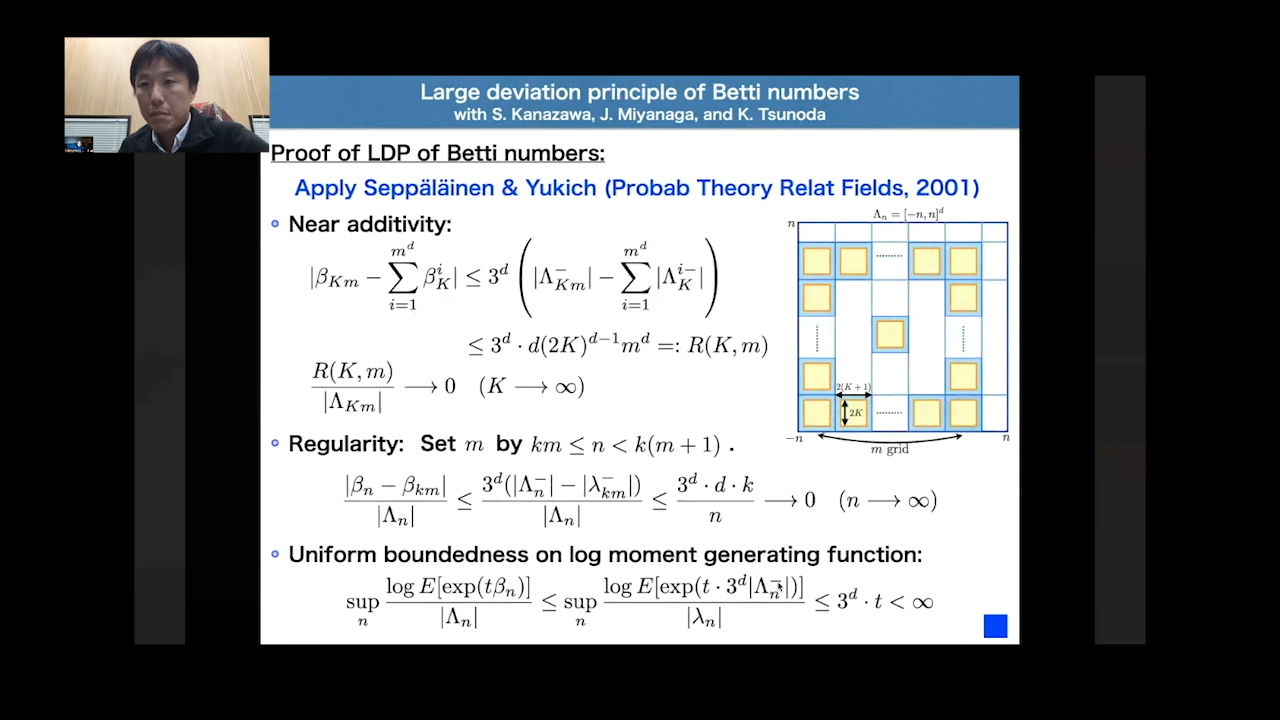 Large deviation principle of Betti numbers
with S. Kanazawa, J. Miyanaga, and K. Tsunoda
Proof of LDP of Betti numbers:
Apply Seppäläinen & Yukich (Probab Theory Relat Fields, 2001)
Near additivity:
|β_{Km} − ∑_{i=1}^{m^d} β_K^i| ≤ 3^d ( |Λ_{Km}^−| − ∑_{i=1}^{m^d} |Λ_K^{i−}| )
≤ 3^d · d(2K)^{d−1} m^d =: R(K, m)
R(K, m) / |Λ_{Km}| ⟶ 0 (K ⟶ ∞)
Λ_n = [−n, n]^d
n
2(K + 1)
2K
−n
n
m grid
Regularity: Set m by km ≤ n < k(m + 1) .
|β_n − β_{km}| / |Λ_n| ≤ 3^d(|Λ_n^−| − |λ_{km}^−|) / |Λ_n| ≤ 3^d · d · k / n ⟶ 0 (n ⟶ ∞)
Uniform boundedness on log moment generating function:
sup_n log E[exp(tβ_n)] / |Λ_n| ≤ sup_n log E[exp(t · 3^d|Λ_n^−|)] / |λ_n| ≤ 3^d · t < ∞